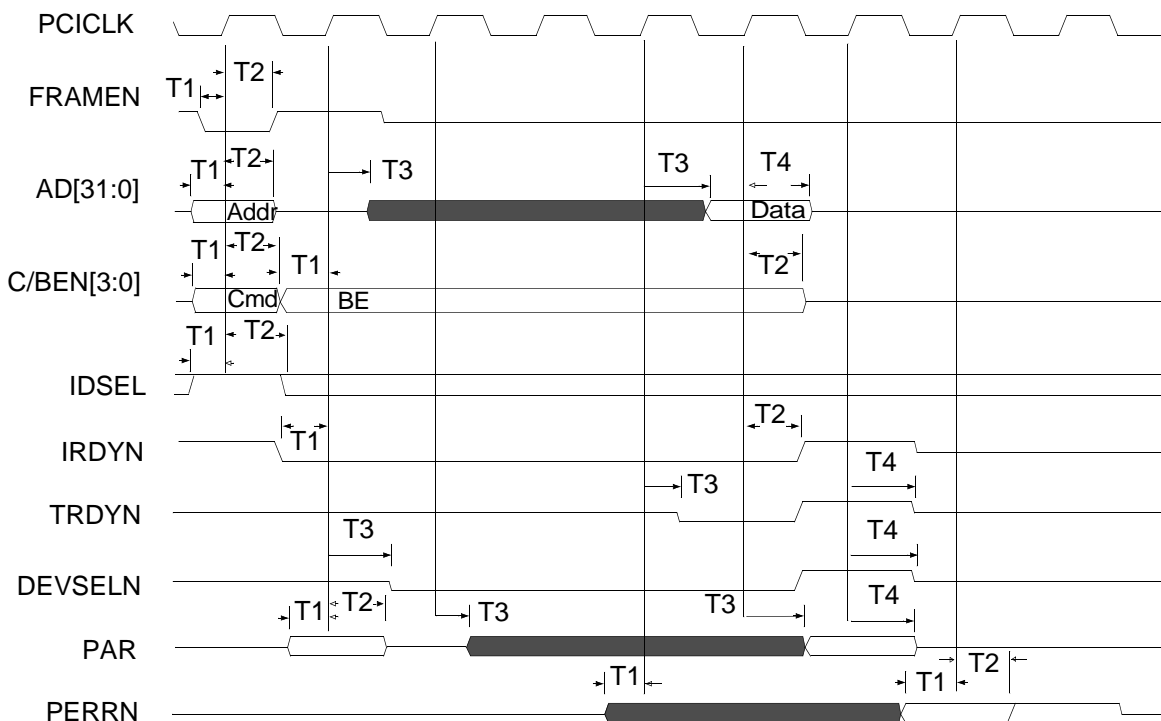 PCICLK
T1 T2
FRAMEN
T1 T2 T3 T3 T4
AD[31:0]
Addr Data
T1 T2 T1 T2
C/BEN[3:0]
Cmd BE
T1 T2
IDSEL
T1 T2
IRDYN
T3 T4
TRDYN
T3 T4
DEVSELN
T1 T2 T3 T3 T4
PAR
T1 T1 T2
PERRN